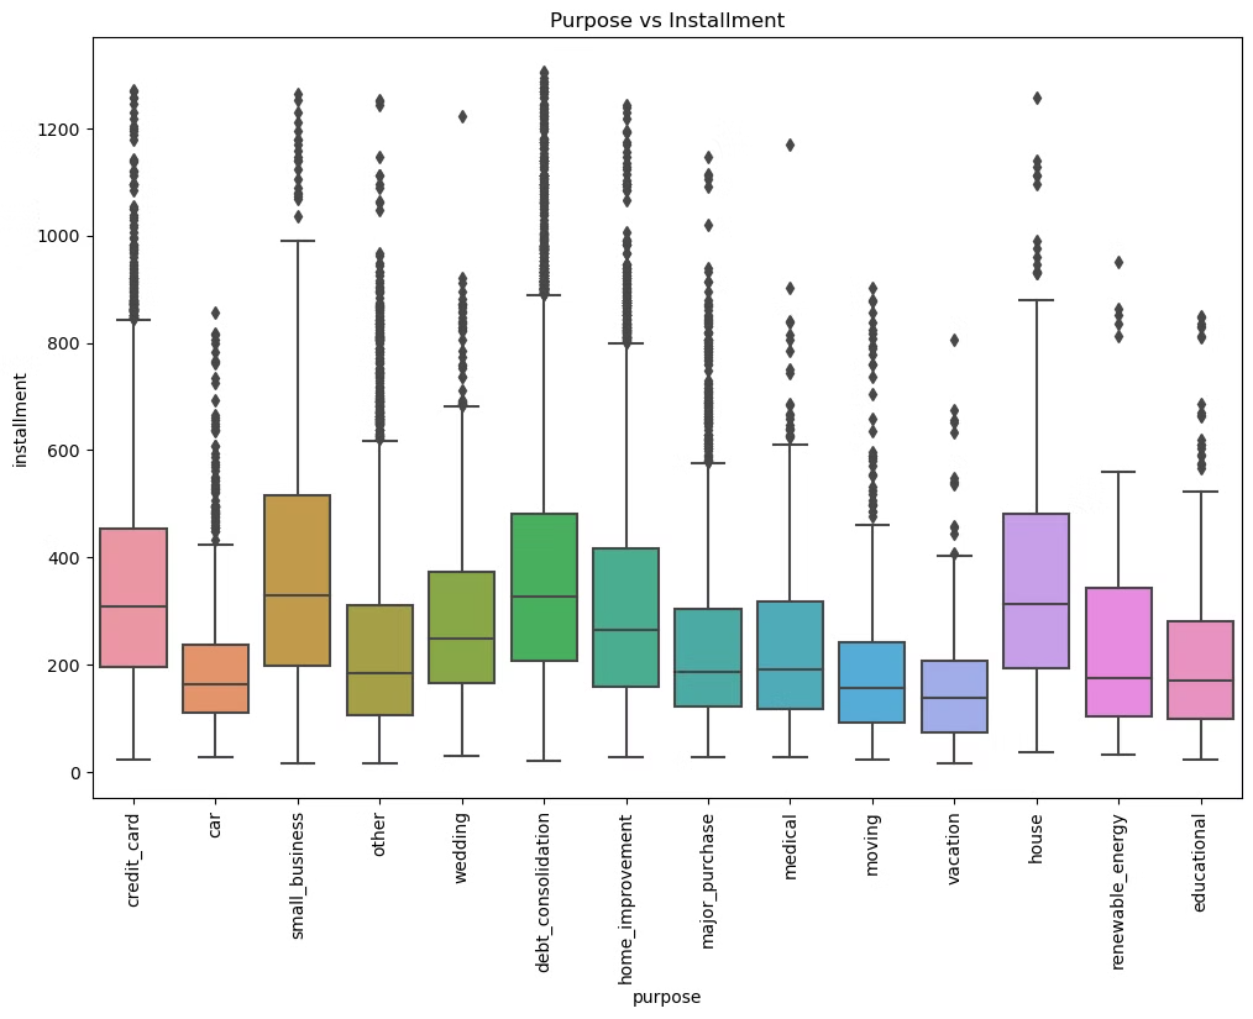 Purpose vs Installment
1200
1000
800
600
400
200
0
installment
credit_card
car
small_business
other
wedding
debt_consolidation
home_improvement
major_purchase
medical
moving
vacation
house
renewable_energy
educational
purpose